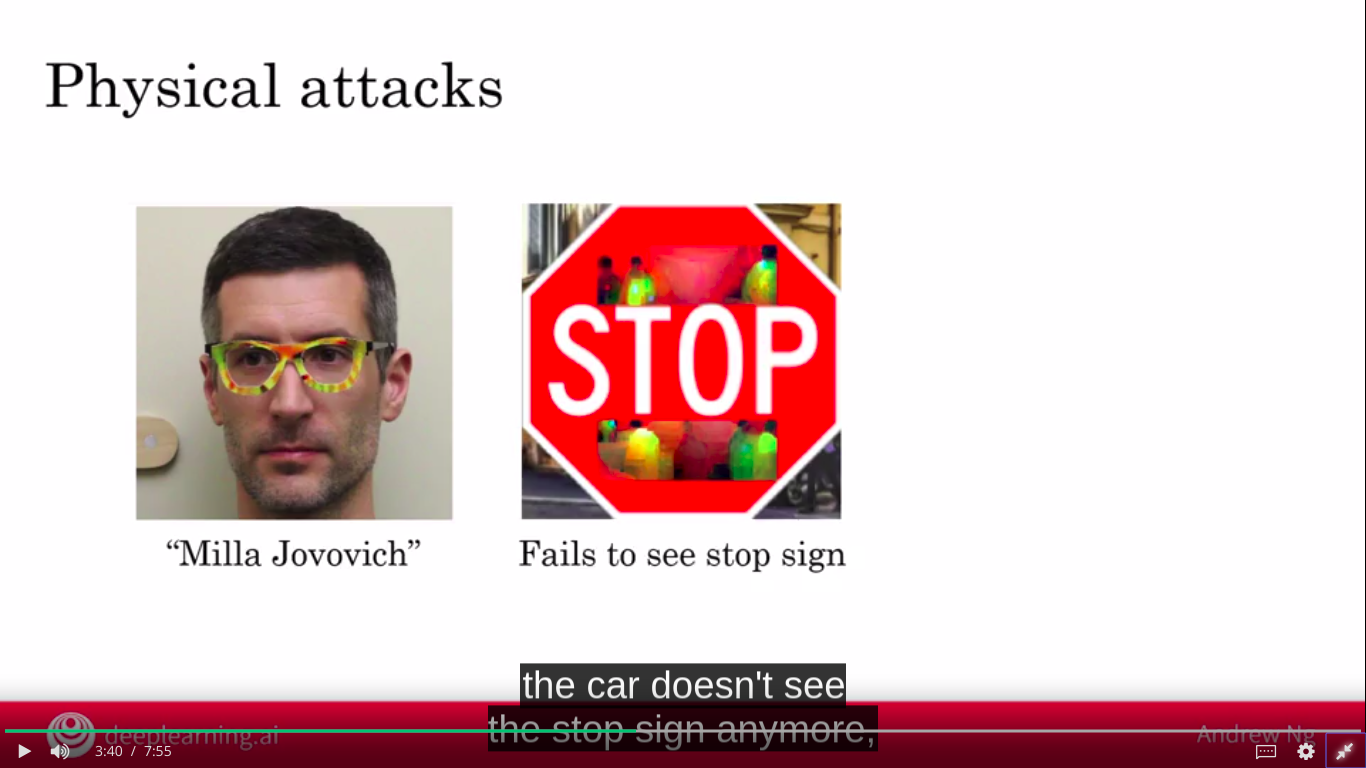 Physical attacks
STOP
“Milla Jovovich”
Fails to see stop sign
the car doesn't see
the stop sign anymore,
deeplearning.ai
Andrew Ng
3:40 / 7:55